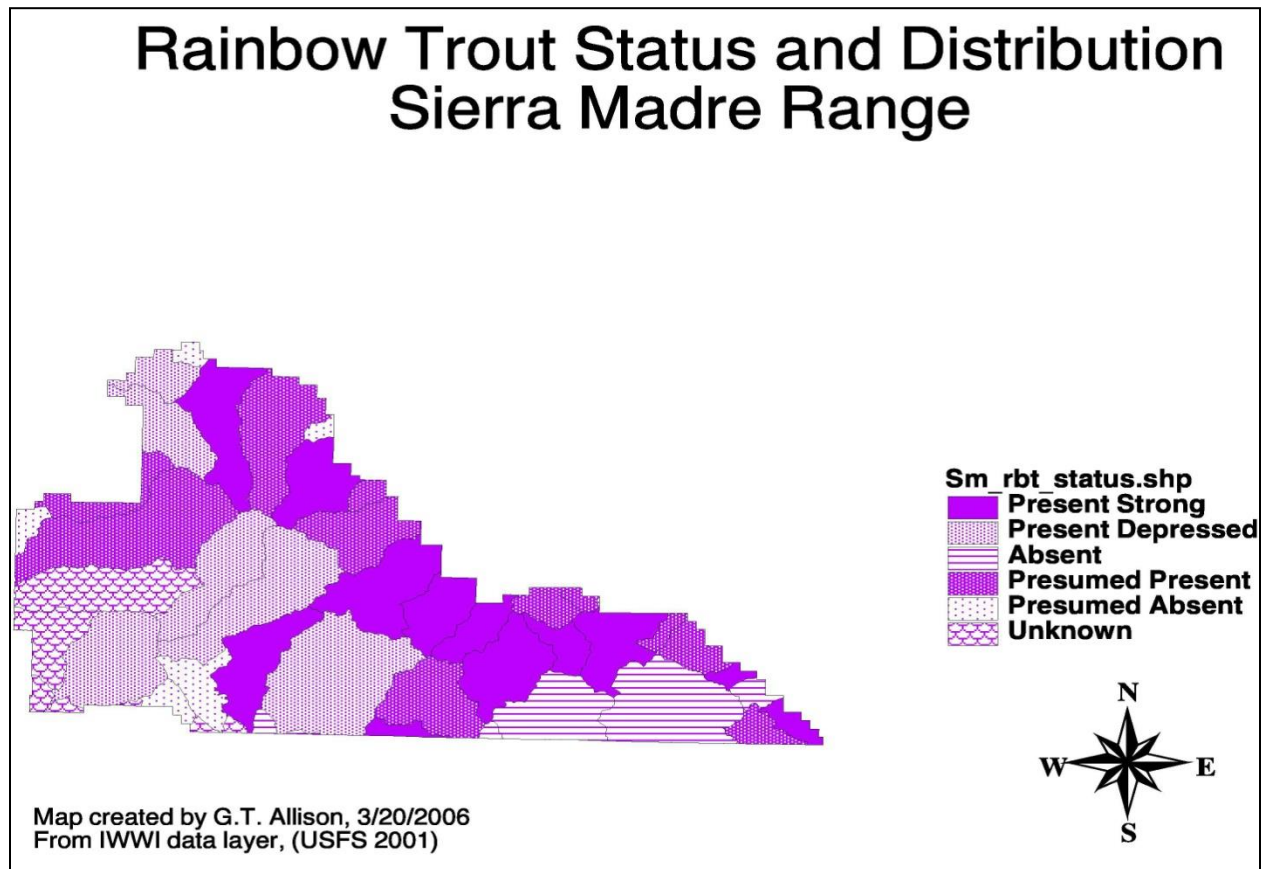 Rainbow Trout Status and Distribution
Sierra Madre Range
Sm_rbt_status.shp
Present Strong
Present Depressed
Absent
Presumed Present
Presumed Absent
Unknown
N
W E
S
Map created by G.T. Allison, 3/20/2006
From IWWI data layer, (USFS 2001)